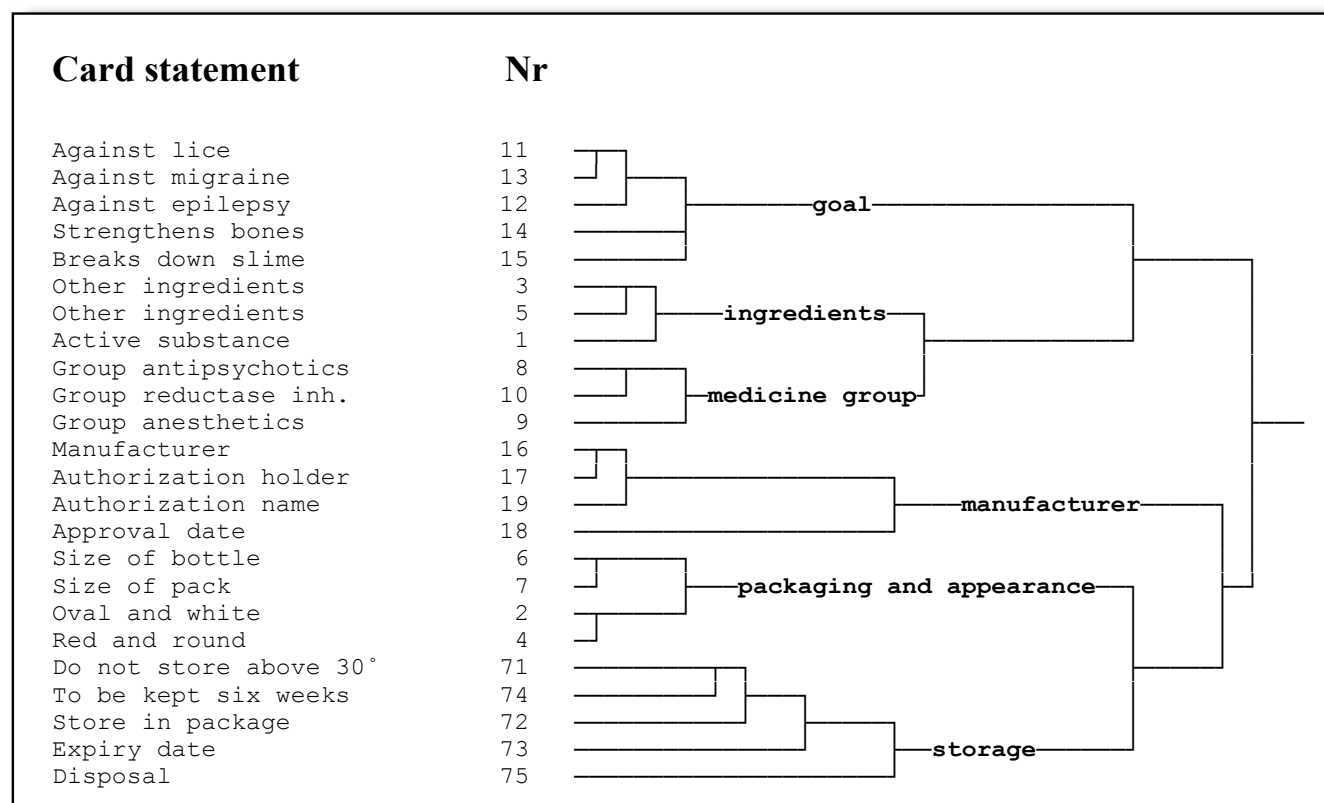 Card statement Nr
Against lice 11
Against migraine 13
Against epilepsy 12 goal
Strengthens bones 14
Breaks down slime 15
Other ingredients 3
Other ingredients 5 ingredients
Active substance 1
Group antipsychotics 8
Group reductase inh. 10 medicine group
Group anesthetics 9
Manufacturer 16
Authorization holder 17
Authorization name 19 manufacturer
Approval date 18
Size of bottle 6
Size of pack 7 packaging and appearance
Oval and white 2
Red and round 4
Do not store above 30° 71
To be kept six weeks 74
Store in package 72
Expiry date 73 storage
Disposal 75